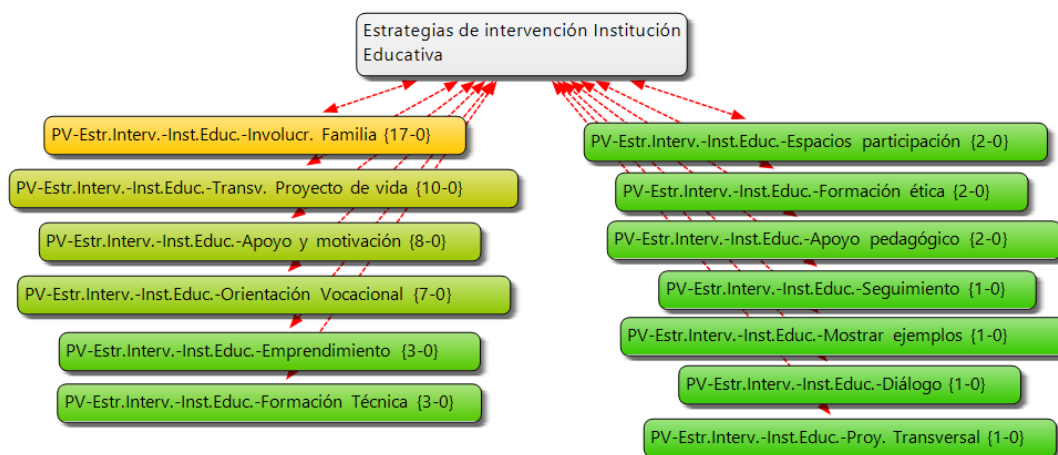 Estrategias de intervención Institución
Educativa
PV-Estr.Interv.-Inst.Educ.-Involucr. Familia {17-0}
PV-Estr.Interv.-Inst.Educ.-Transv. Proyecto de vida {10-0}
PV-Estr.Interv.-Inst.Educ.-Apoyo y motivación {8-0}
PV-Estr.Interv.-Inst.Educ.-Orientación Vocacional {7-0}
PV-Estr.Interv.-Inst.Educ.-Emprendimiento {3-0}
PV-Estr.Interv.-Inst.Educ.-Formación Técnica {3-0}
PV-Estr.Interv.-Inst.Educ.-Espacios participación {2-0}
PV-Estr.Interv.-Inst.Educ.-Formación ética {2-0}
PV-Estr.Interv.-Inst.Educ.-Apoyo pedagógico {2-0}
PV-Estr.Interv.-Inst.Educ.-Seguimiento {1-0}
PV-Estr.Interv.-Inst.Educ.-Mostrar ejemplos {1-0}
PV-Estr.Interv.-Inst.Educ.-Diálogo {1-0}
PV-Estr.Interv.-Inst.Educ.-Proy. Transversal {1-0}